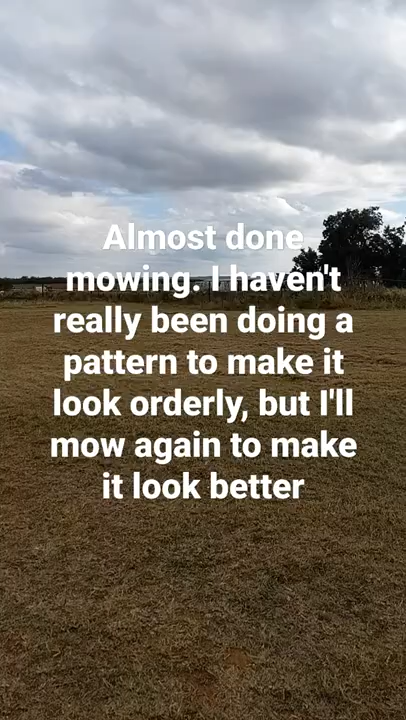 Almost done
mowing. I haven't
really been doing a
pattern to make it
look orderly, but I'll
mow again to make
it look better